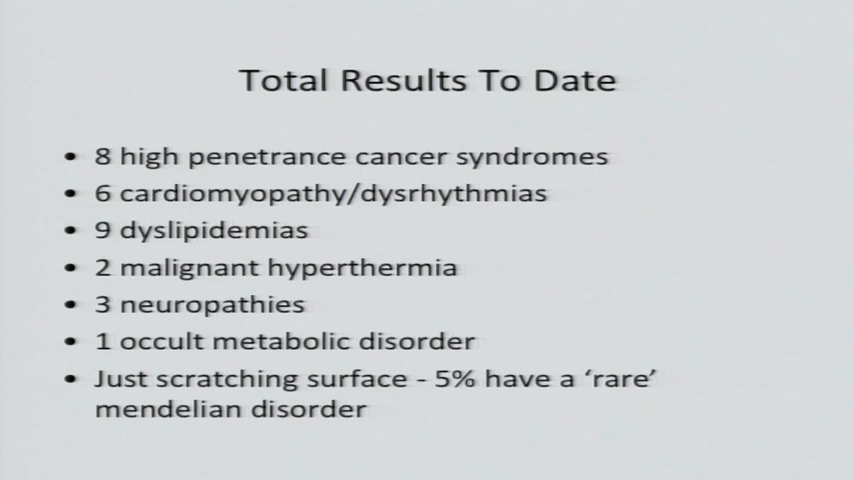 Total Results To Date
• 8 high penetrance cancer syndromes
• 6 cardiomyopathy/dysrhythmias
• 9 dyslipidemias
• 2 malignant hyperthermia
• 3 neuropathies
• 1 occult metabolic disorder
• Just scratching surface - 5% have a ‘rare’
mendelian disorder